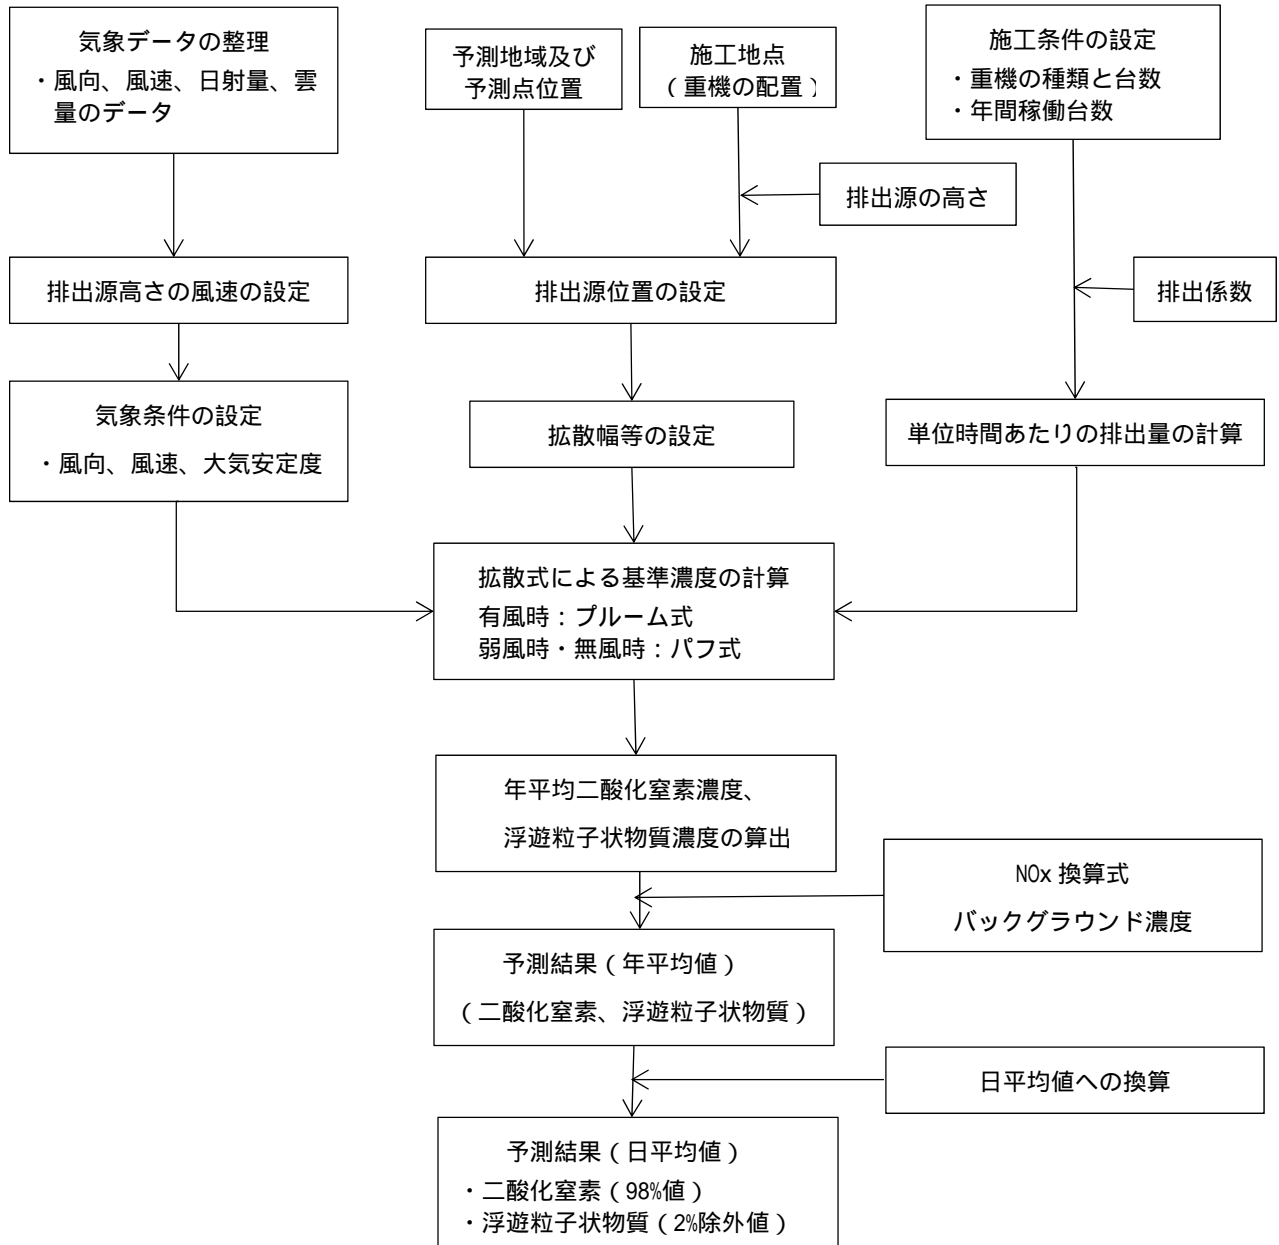 気象データの整理
・風向、風速、日射量、雲
量のデータ
予測地域及び
予測点位置
施工地点
（重機の配置）
施工条件の設定
・重機の種類と台数
・年間稼働台数
排出源の高さ
排出源高さの風速の設定
排出源位置の設定
排出係数
気象条件の設定
・風向、風速、大気安定度
拡散幅等の設定
単位時間あたりの排出量の計算
拡散式による基準濃度の計算
有風時：プルーム式
弱風時・無風時：パフ式
年平均二酸化窒素濃度、
浮遊粒子状物質濃度の算出
NOx 換算式
バックグラウンド濃度
予測結果（年平均値）
（二酸化窒素、浮遊粒子状物質）
日平均値への換算
予測結果（日平均値）
・二酸化窒素（98%値）
・浮遊粒子状物質（2%除外値）